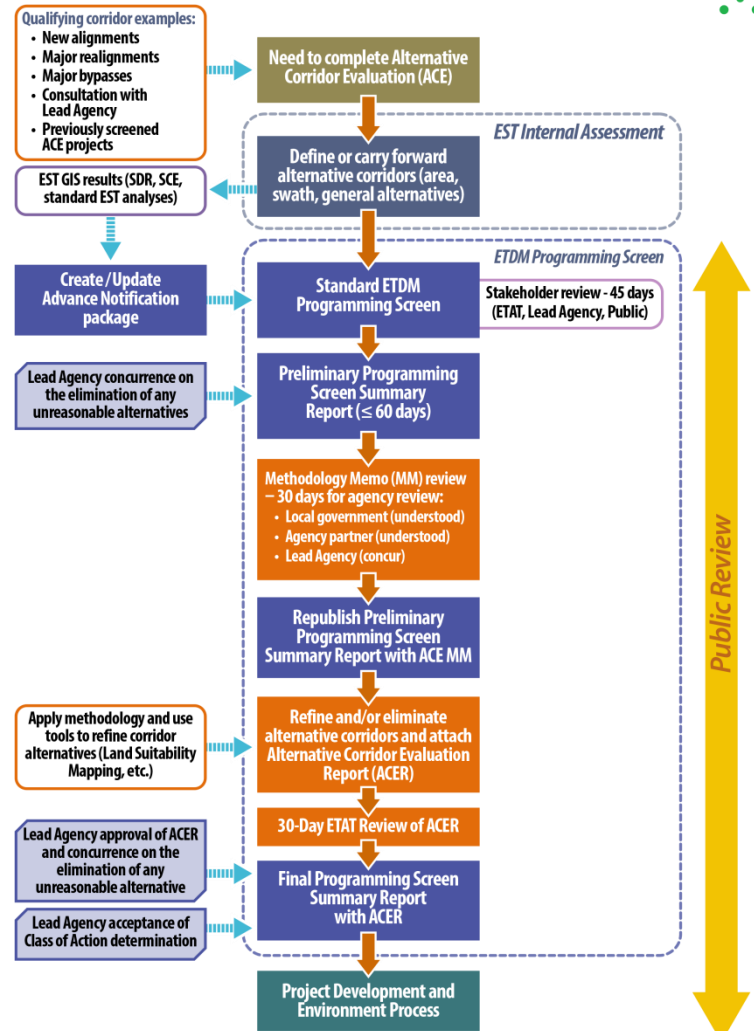 Qualifying corridor examples:
• New alignments
• Major realignments
• Major bypasses
• Consultation with
Lead Agency
• Previously screened
ACE projects
Need to complete Alternative
Corridor Evaluation (ACE)
EST Internal Assessment
Define or carry forward
alternative corridors (area,
swath, general alternatives)
EST GIS results (SDR, SCE,
standard EST analyses)
ETDM Programming Screen
Create/Update
Advance Notification
package
Standard ETDM
Programming Screen
Stakeholder review - 45 days
(ETAT, Lead Agency, Public)
Lead Agency concurrence on
the elimination of any
unreasonable alternatives
Preliminary Programming
Screen Summary
Report (≤ 60 days)
Methodology Memo (MM) review
– 30 days for agency review:
• Local government (understood)
• Agency partner (understood)
• Lead Agency (concur)
Republish Preliminary
Programming Screen
Summary Report with ACE MM
Apply methodology and use
tools to refine corridor
alternatives (Land Suitability
Mapping, etc.)
Refine and/or eliminate
alternative corridors and attach
Alternative Corridor Evaluation
Report (ACER)
30-Day ETAT Review of ACER
Lead Agency approval of ACER
and concurrence on the
elimination of any
unreasonable alternative
Final Programming Screen
Summary Report
with ACER
Lead Agency acceptance of
Class of Action determination
Project Development and
Environment Process
Public Review